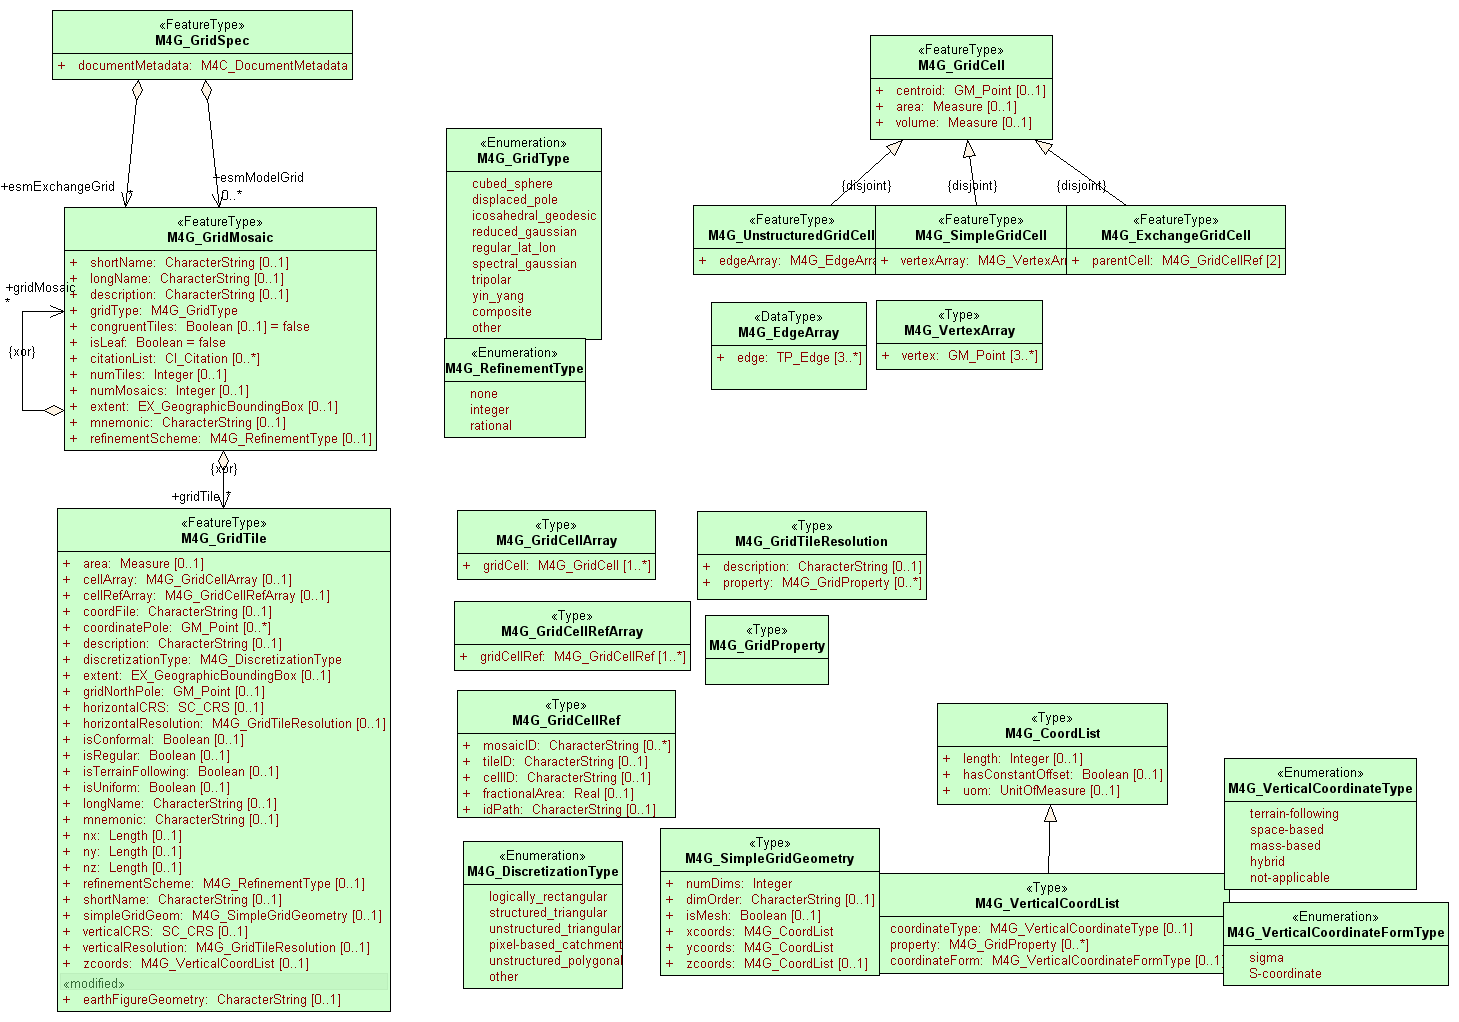 «FeatureType»
M4G_GridSpec
+ documentMetadata: M4C_DocumentMetadata
+esmExchangeGrid
*
+esmModelGrid
0..*
«FeatureType»
M4G_GridMosaic
+ shortName: CharacterString [0..1]
+ longName: CharacterString [0..1]
+ description: CharacterString [0..1]
+ gridType: M4G_GridType
+ congruentTiles: Boolean [0..1] = false
+ isLeaf: Boolean = false
+ citationList: CI_Citation [0..*]
+ numTiles: Integer [0..1]
+ numMosaics: Integer [0..1]
+ extent: EX_GeographicBoundingBox [0..1]
+ mnemonic: CharacterString [0..1]
+ refinementScheme: M4G_RefinementType [0..1]
+gridMosaic
*
{xor}
{xor}
+gridTile *
«FeatureType»
M4G_GridTile
+ area: Measure [0..1]
+ cellArray: M4G_GridCellArray [0..1]
+ cellRefArray: M4G_GridCellRefArray [0..1]
+ coordFile: CharacterString [0..1]
+ coordinatePole: GM_Point [0..*]
+ description: CharacterString [0..1]
+ discretizationType: M4G_DiscretizationType
+ extent: EX_GeographicBoundingBox [0..1]
+ gridNorthPole: GM_Point [0..1]
+ horizontalCRS: SC_CRS [0..1]
+ horizontalResolution: M4G_GridTileResolution [0..1]
+ isConformal: Boolean [0..1]
+ isRegular: Boolean [0..1]
+ isTerrainFollowing: Boolean [0..1]
+ isUniform: Boolean [0..1]
+ longName: CharacterString [0..1]
+ mnemonic: CharacterString [0..1]
+ nx: Length [0..1]
+ ny: Length [0..1]
+ nz: Length [0..1]
+ refinementScheme: M4G_RefinementType [0..1]
+ shortName: CharacterString [0..1]
+ simpleGridGeom: M4G_SimpleGridGeometry [0..1]
+ verticalCRS: SC_CRS [0..1]
+ verticalResolution: M4G_GridTileResolution [0..1]
+ zcoords: M4G_VerticalCoordList [0..1]
«modified»
+ earthFigureGeometry: CharacterString [0..1]
«Enumeration»
M4G_GridType
cubed_sphere
displaced_pole
icosahedral_geodesic
reduced_gaussian
regular_lat_lon
spectral_gaussian
tripolar
yin_yang
composite
other
«Enumeration»
M4G_RefinementType
none
integer
rational
«FeatureType»
M4G_GridCell
+ centroid: GM_Point [0..1]
+ area: Measure [0..1]
+ volume: Measure [0..1]
{disjoint}
{disjoint}
{disjoint}
«FeatureType»
M4G_UnstructuredGridCell
+ edgeArray: M4G_EdgeArra
«FeatureType»
M4G_SimpleGridCell
+ vertexArray: M4G_VertexArr
«FeatureType»
M4G_ExchangeGridCell
+ parentCell: M4G_GridCellRef [2]
«DataType»
M4G_EdgeArray
+ edge: TP_Edge [3..*]
«Type»
M4G_VertexArray
+ vertex: GM_Point [3..*]
«Type»
M4G_GridCellArray
+ gridCell: M4G_GridCell [1..*]
«Type»
M4G_GridTileResolution
+ description: CharacterString [0..1]
+ property: M4G_GridProperty [0..*]
«Type»
M4G_GridCellRefArray
+ gridCellRef: M4G_GridCellRef [1..*]
«Type»
M4G_GridProperty
«Type»
M4G_GridCellRef
+ mosaicID: CharacterString [0..*]
+ tileID: CharacterString [0..1]
+ cellID: CharacterString [0..1]
+ fractionalArea: Real [0..1]
+ idPath: CharacterString [0..1]
«Enumeration»
M4G_DiscretizationType
logically_rectangular
structured_triangular
unstructured_triangular
pixel-based_catchment
unstructured_polygonal
other
«Type»
M4G_SimpleGridGeometry
+ numDims: Integer
+ dimOrder: CharacterString [0..1]
+ isMesh: Boolean [0..1]
+ xcoords: M4G_CoordList
+ ycoords: M4G_CoordList
+ zcoords: M4G_CoordList [0..1]
«Type»
M4G_CoordList
+ length: Integer [0..1]
+ hasConstantOffset: Boolean [0..1]
+ uom: UnitOfMeasure [0..1]
«Type»
M4G_VerticalCoordList
coordinateType: M4G_VerticalCoordinateType [0..1]
property: M4G_GridProperty [0..*]
coordinateForm: M4G_VerticalCoordinateFormType [0..1]
«Enumeration»
M4G_VerticalCoordinateType
terrain-following
space-based
mass-based
hybrid
not-applicable
«Enumeration»
M4G_VerticalCoordinateFormType
sigma
S-coordinate